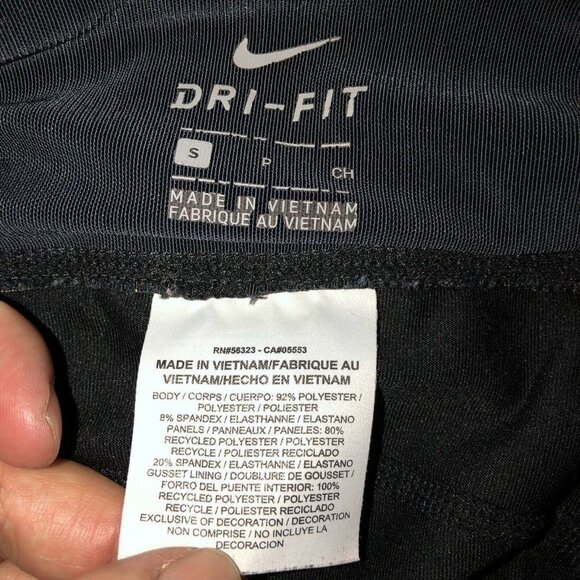 DRI-FIT
S P CH
MADE IN VIETNAM
FABRIQUE AU VIETNAM
RN#56323 - CA#05553
MADE IN VIETNAM/FABRIQUE AU
VIETNAM/HECHO EN VIETNAM
BODY / CORPS / CUERPO: 92% POLYESTER
/ POLYESTER / POLIESTER
8% SPANDEX / ELASTHANNE / ELASTANO
PANELS / PANNEAUX / PANELES: 80%
RECYCLED POLYESTER / POLYESTER
RECYCLE / POLIESTER RECICLADO
20% SPANDEX / ELASTHANNE / ELASTANO
GUSSET LINING / DOUBLURE DE GOUSSET /
FORRO DEL PUENTE INTERIOR: 100%
RECYCLED POLYESTER / POLYESTER
RECYCLE / POLIESTER RECICLADO
EXCLUSIVE OF DECORATION / DECORATION
NON COMPRISE / NO INCLUYE LA
DECORACION